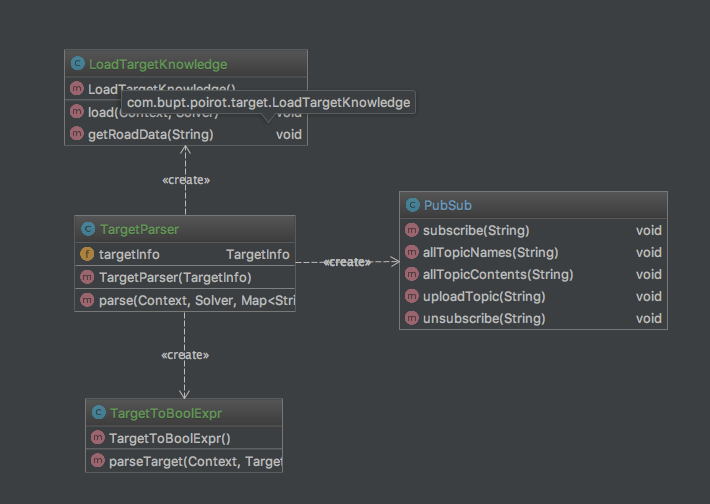 LoadTargetKnowledge
LoadTargetKnowledge()
com.bupt.poirot.target.LoadTargetKnowledge
load(Context, Solver) void
getRoadData(String) void
«create»
TargetParser
targetInfo TargetInfo
TargetParser(TargetInfo)
parse(Context, Solver, Map<Stri
«create»
PubSub
subscribe(String) void
allTopicNames(String) void
allTopicContents(String) void
uploadTopic(String) void
unsubscribe(String) void
«create»
TargetToBoolExpr
TargetToBoolExpr()
parseTarget(Context, Target